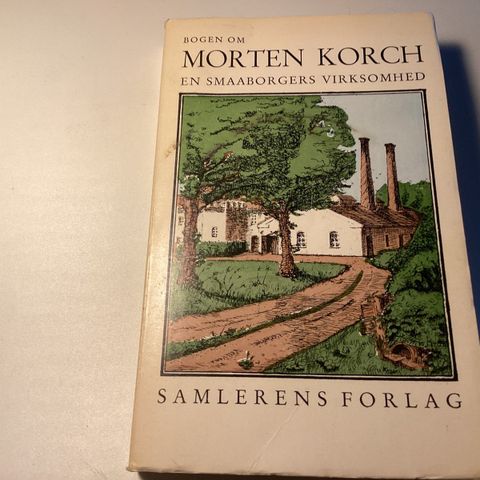 BOGEN OM
MORTEN KORCH
EN SMAABORGERS VIRKSOMHED
SAMLERENS FORLAG